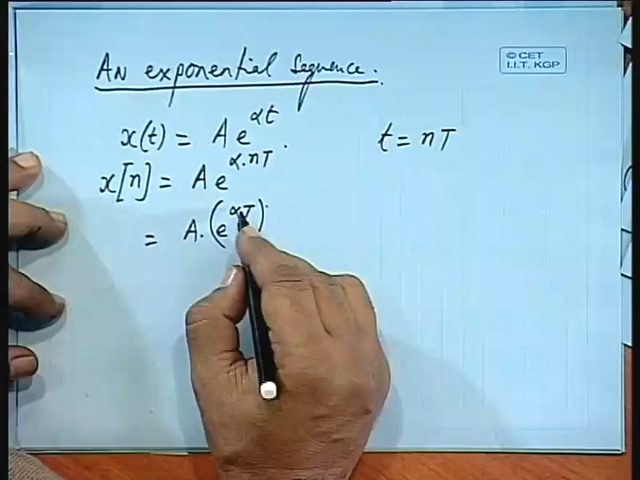 An exponential Sequence.
© CET
I.I.T. KGP
x(t) = A e^{αt}.
t = nT
x[n] = A e^{α.nT}
= A. (e^{αT})